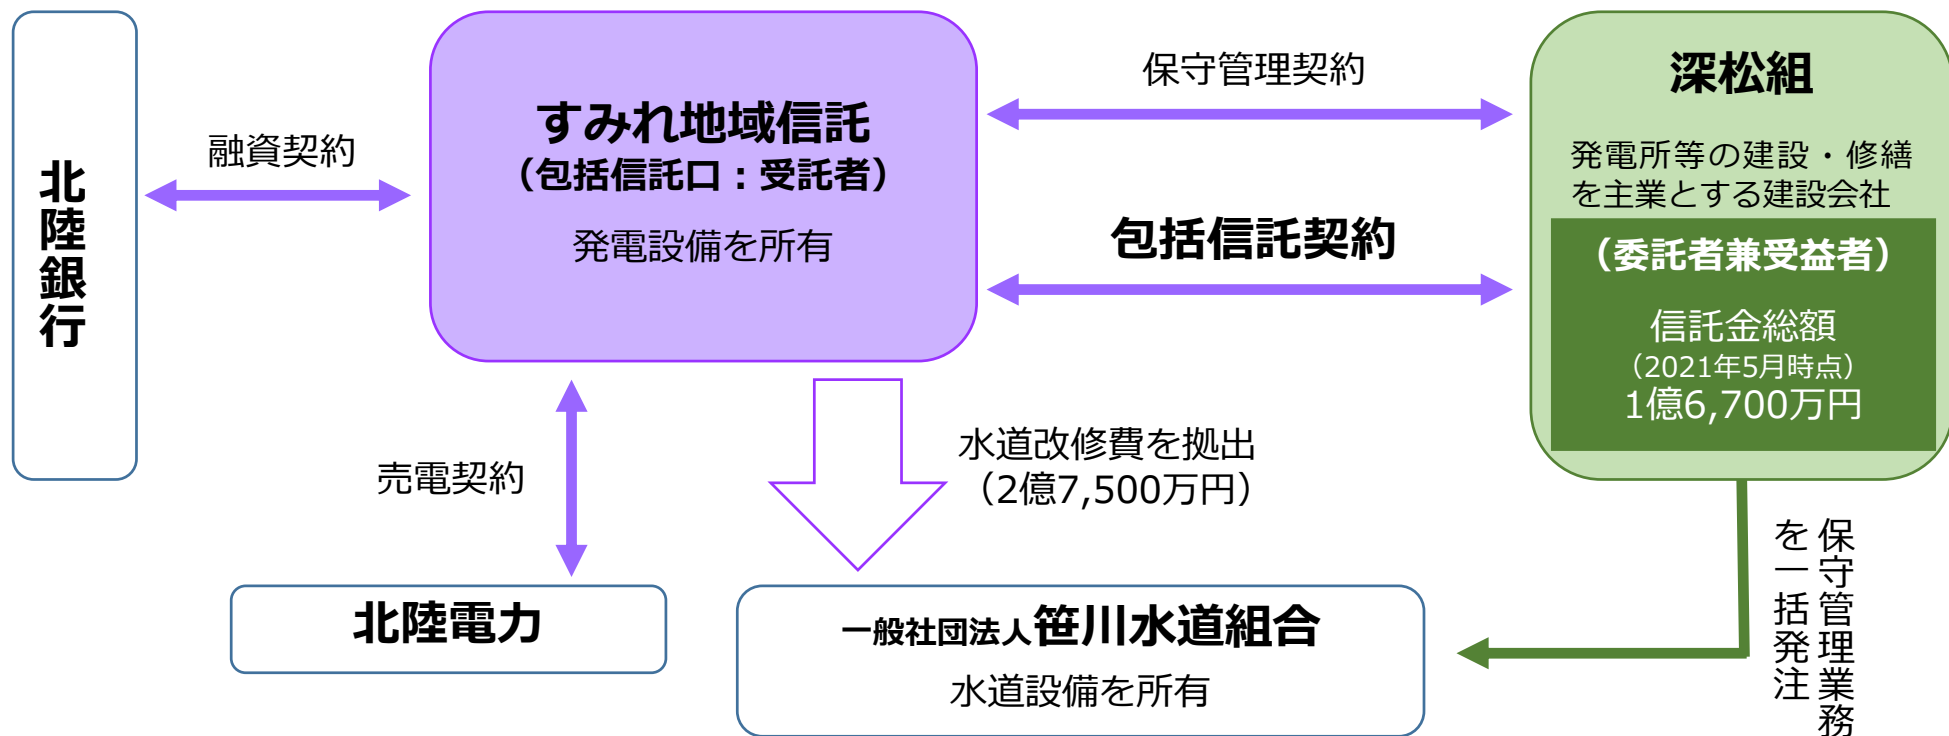 北陸銀行
融資契約
すみれ地域信託
（包括信託口：受託者）
発電設備を所有
保守管理契約
包括信託契約
深松組
発電所等の建設・修繕
を主業とする建設会社
（委託者兼受益者）
信託金総額
（2021年5月時点）
1億6,700万円
売電契約
水道改修費を拠出
（2億7,500万円）
北陸電力
一般社団法人笹川水道組合
水道設備を所有
保守管理業務
を一括発注